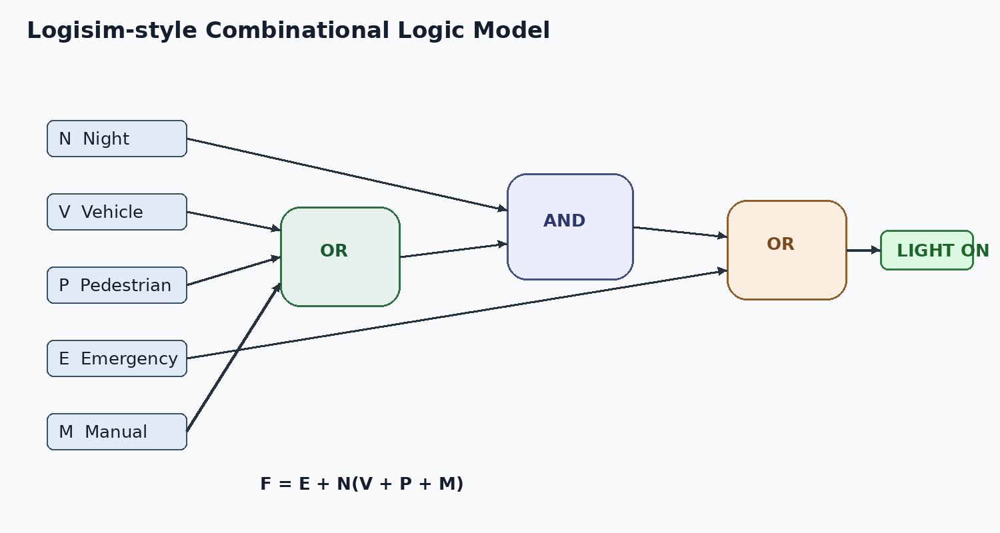 Logisim-style Combinational Logic Model
N Night
V Vehicle
P Pedestrian
E Emergency
M Manual
OR
AND
OR
LIGHT ON
F = E + N(V + P + M)